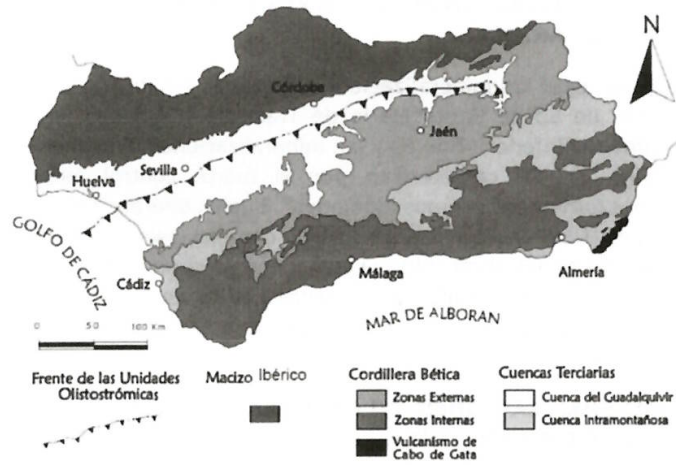 N
Córdoba
Jaén
Sevilla
Huelva
GOLFO DE CÁDIZ
Cádiz
Málaga
Almería
MAR DE ALBORAN
0 50 100 Km
Frente de las Unidades
Olistostrómicas
Macizo Ibérico
Cordillera Bética
Zonas Externas
Zonas Internas
Vulcanismo de
Cabo de Gata
Cuencas Terciarias
Cuenca del Guadalquivir
Cuenca Intramontañosa